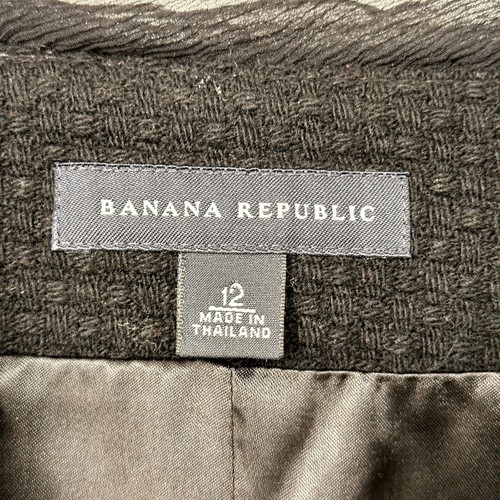 BANANA REPUBLIC
12
MADE IN
THAILAND